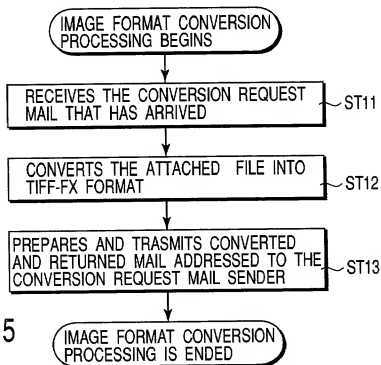 IMAGE FORMAT CONVERSION
PROCESSING BEGINS
RECEIVES THE CONVERSION REQUEST
MAIL THAT HAS ARRIVED
ST11
CONVERTS THE ATTACHED FILE INTO
TIFF-FX FORMAT
ST12
PREPARES AND TRASMITS CONVERTED
AND RETURNED MAIL ADDRESSED TO THE
CONVERSION REQUEST MAIL SENDER
ST13
5
IMAGE FORMAT CONVERSION
PROCESSING IS ENDED